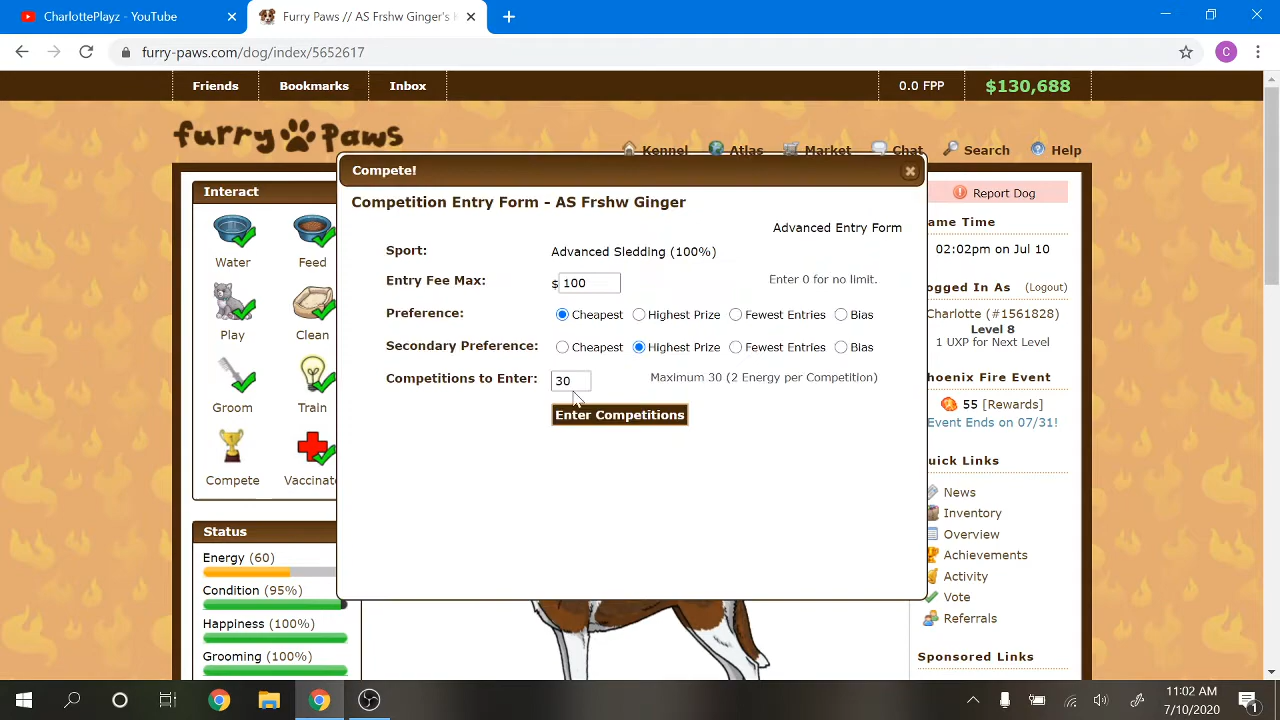 CharlottePlayz - YouTube
Furry Paws // AS Frshw Ginger's
furry-paws.com/dog/index/5652617
C
Friends
Bookmarks
Inbox
0.0 FPP
$130,688
furry Paws
Kennel
Atlas
Market
Chat
Search
Help
Compete!
Competition Entry Form - AS Frshw Ginger
Advanced Entry Form
Sport:
Advanced Sledding (100%)
Entry Fee Max:
$ 100
Enter 0 for no limit.
Preference:
Cheapest
Highest Prize
Fewest Entries
Bias
Secondary Preference:
Cheapest
Highest Prize
Fewest Entries
Bias
Competitions to Enter:
30
Maximum 30 (2 Energy per Competition)
Enter Competitions
Interact
Water
Feed
Play
Clean
Groom
Train
Compete
Vaccinat
Status
Energy (60)
Condition (95%)
Happiness (100%)
Grooming (100%)
Report Dog
ame Time
02:02pm on Jul 10
ogged In As
(Logout)
Charlotte (#1561828)
Level 8
1 UXP for Next Level
hoenix Fire Event
55 [Rewards]
Event Ends on 07/31!
uick Links
News
Inventory
Overview
Achievements
Activity
Vote
Referrals
Sponsored Links
11:02 AM
7/10/2020
1